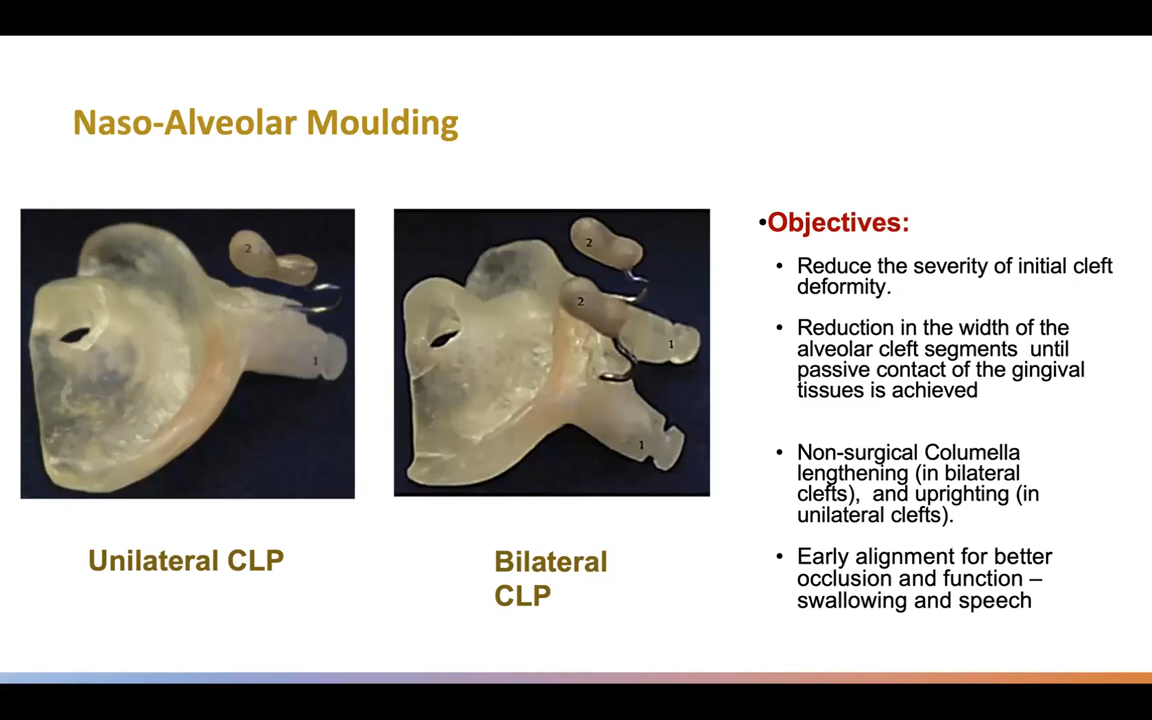 Naso-Alveolar Moulding
2
1
2
2
1
1
Unilateral CLP
Bilateral
CLP
•Objectives:
• Reduce the severity of initial cleft
deformity.
• Reduction in the width of the
alveolar cleft segments until
passive contact of the gingival
tissues is achieved
• Non-surgical Columella
lengthening (in bilateral
clefts), and uprighting (in
unilateral clefts).
• Early alignment for better
occlusion and function –
swallowing and speech